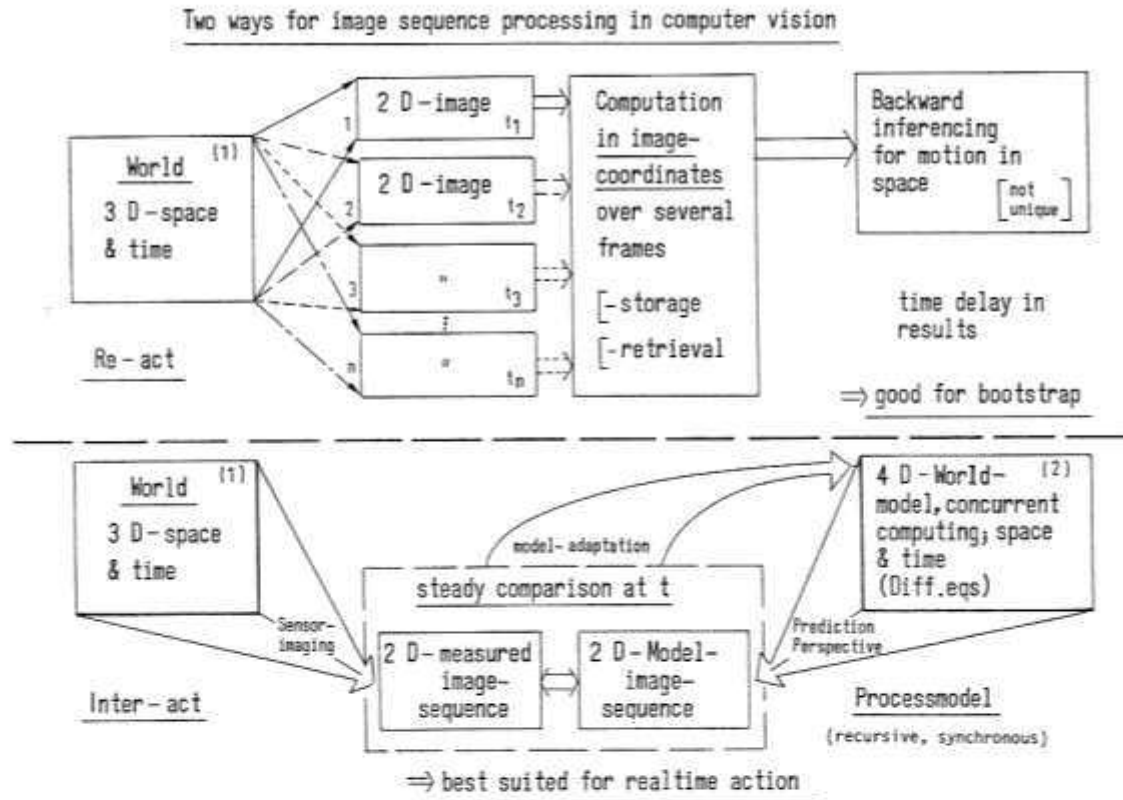 Two ways for image sequence processing in computer vision
World (1)
3 D-space
& time
Re-act
1
2 D-image
t1
2
2 D-image
t2
3
"
t3
⋮
n
"
tn
Computation
in image-
coordinates
over several
frames
[-storage
[-retrieval
Backward
inferencing
for motion in
space
[not
unique]
time delay in
results
⇒ good for bootstrap
World (1)
3 D-space
& time
Inter-act
Sensor-
imaging
model-adaptation
steady comparison at t
2 D-measured
image-
sequence
2 D-Model-
image-
sequence
⇒ best suited for realtime action
4 D-World- (2)
model, concurrent
computing; space
& time
(Diff.eqs)
Prediction
Perspective
Processmodel
(recursive, synchronous)